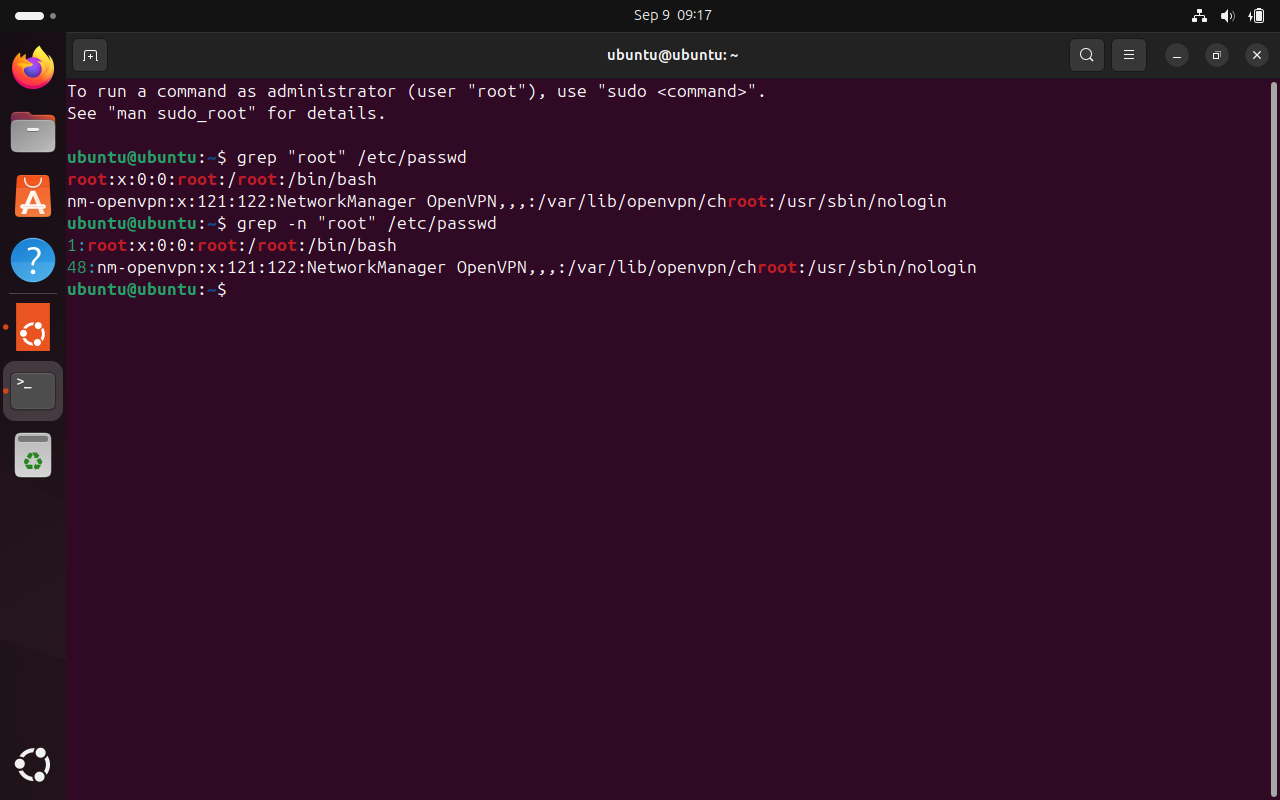 Sep 9 09:17
ubuntu@ubuntu: ~
To run a command as administrator (user "root"), use "sudo <command>".
See "man sudo_root" for details.
ubuntu@ubuntu:~$ grep "root" /etc/passwd
root:x:0:0:root:/root:/bin/bash
nm-openvpn:x:121:122:NetworkManager OpenVPN,,,:/var/lib/openvpn/chroot:/usr/sbin/nologin
ubuntu@ubuntu:~$ grep -n "root" /etc/passwd
1:root:x:0:0:root:/root:/bin/bash
48:nm-openvpn:x:121:122:NetworkManager OpenVPN,,,:/var/lib/openvpn/chroot:/usr/sbin/nologin
ubuntu@ubuntu:~$